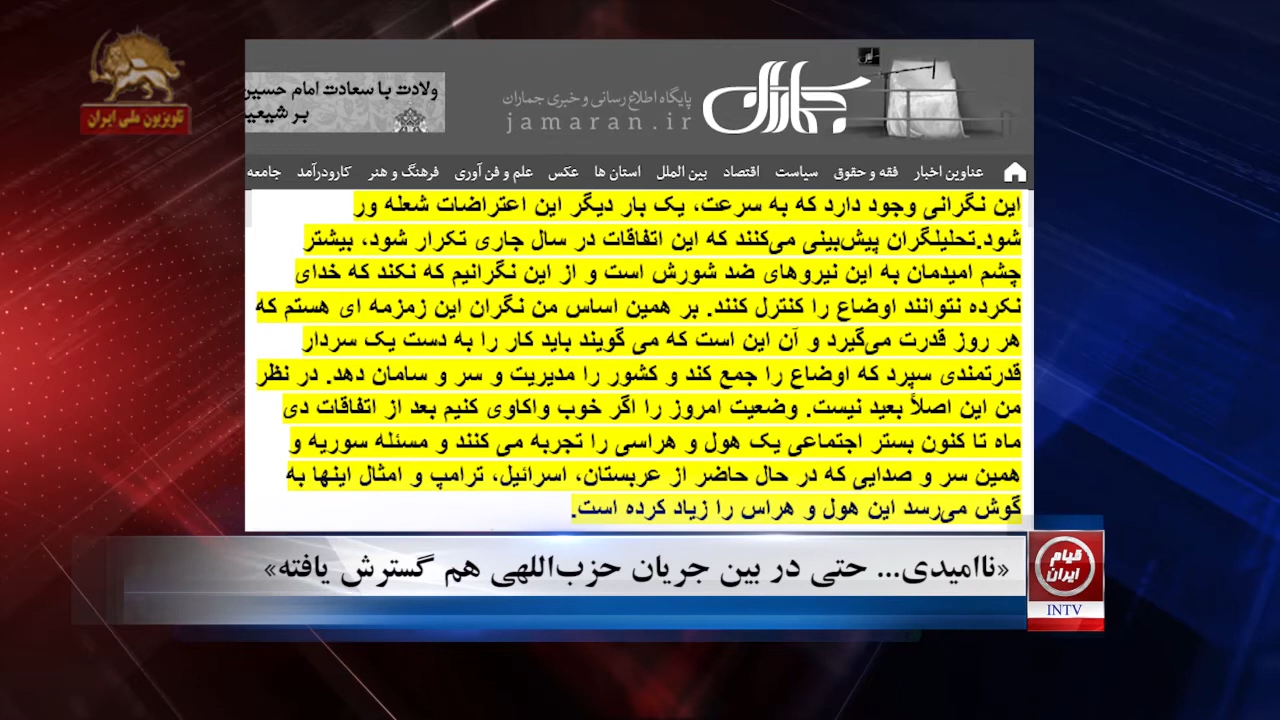 تلویزیون ملی ایران
ولادت با سعادت امام حسین
بر شیعیا
پایگاه اطلاع رسانی و خبری جماران
jamaran.ir
جماران
عناوین اخبار فقه و حقوق سیاست اقتصاد بین الملل استان ها عکس علم و فن آوری فرهنگ و هنر کارودرآمد جامعه
این نگرانی وجود دارد که به سرعت، یک بار دیگر این اعتراضات شعله ور
شود.تحلیلگران پیش‌بینی می‌کنند که این اتفاقات در سال جاری تکرار شود، بیشتر
چشم امیدمان به این نیروهای ضد شورش است و از این نگرانیم که نکند که خدای
نکرده نتوانند اوضاع را کنترل کنند. بر همین اساس من نگران این زمزمه ای هستم که
هر روز قدرت می‌گیرد و آن این است که می گویند باید کار را به دست یک سردار
قدرتمندی سپرد که اوضاع را جمع کند و کشور را مدیریت و سر و سامان دهد. در نظر
من این اصلاً بعید نیست. وضعیت امروز را اگر خوب واکاوی کنیم بعد از اتفاقات دی
ماه تا کنون بستر اجتماعی یک هول و هراسی را تجربه می کنند و مسئله سوریه و
همین سر و صدایی که در حال حاضر از عربستان، اسرائیل، ترامپ و امثال اینها به
گوش می‌رسد این هول و هراس را زیاد کرده است.
«ناامیدی... حتی در بین جریان حزب‌اللهی هم گسترش یافته»
قیام
ایران
INTV